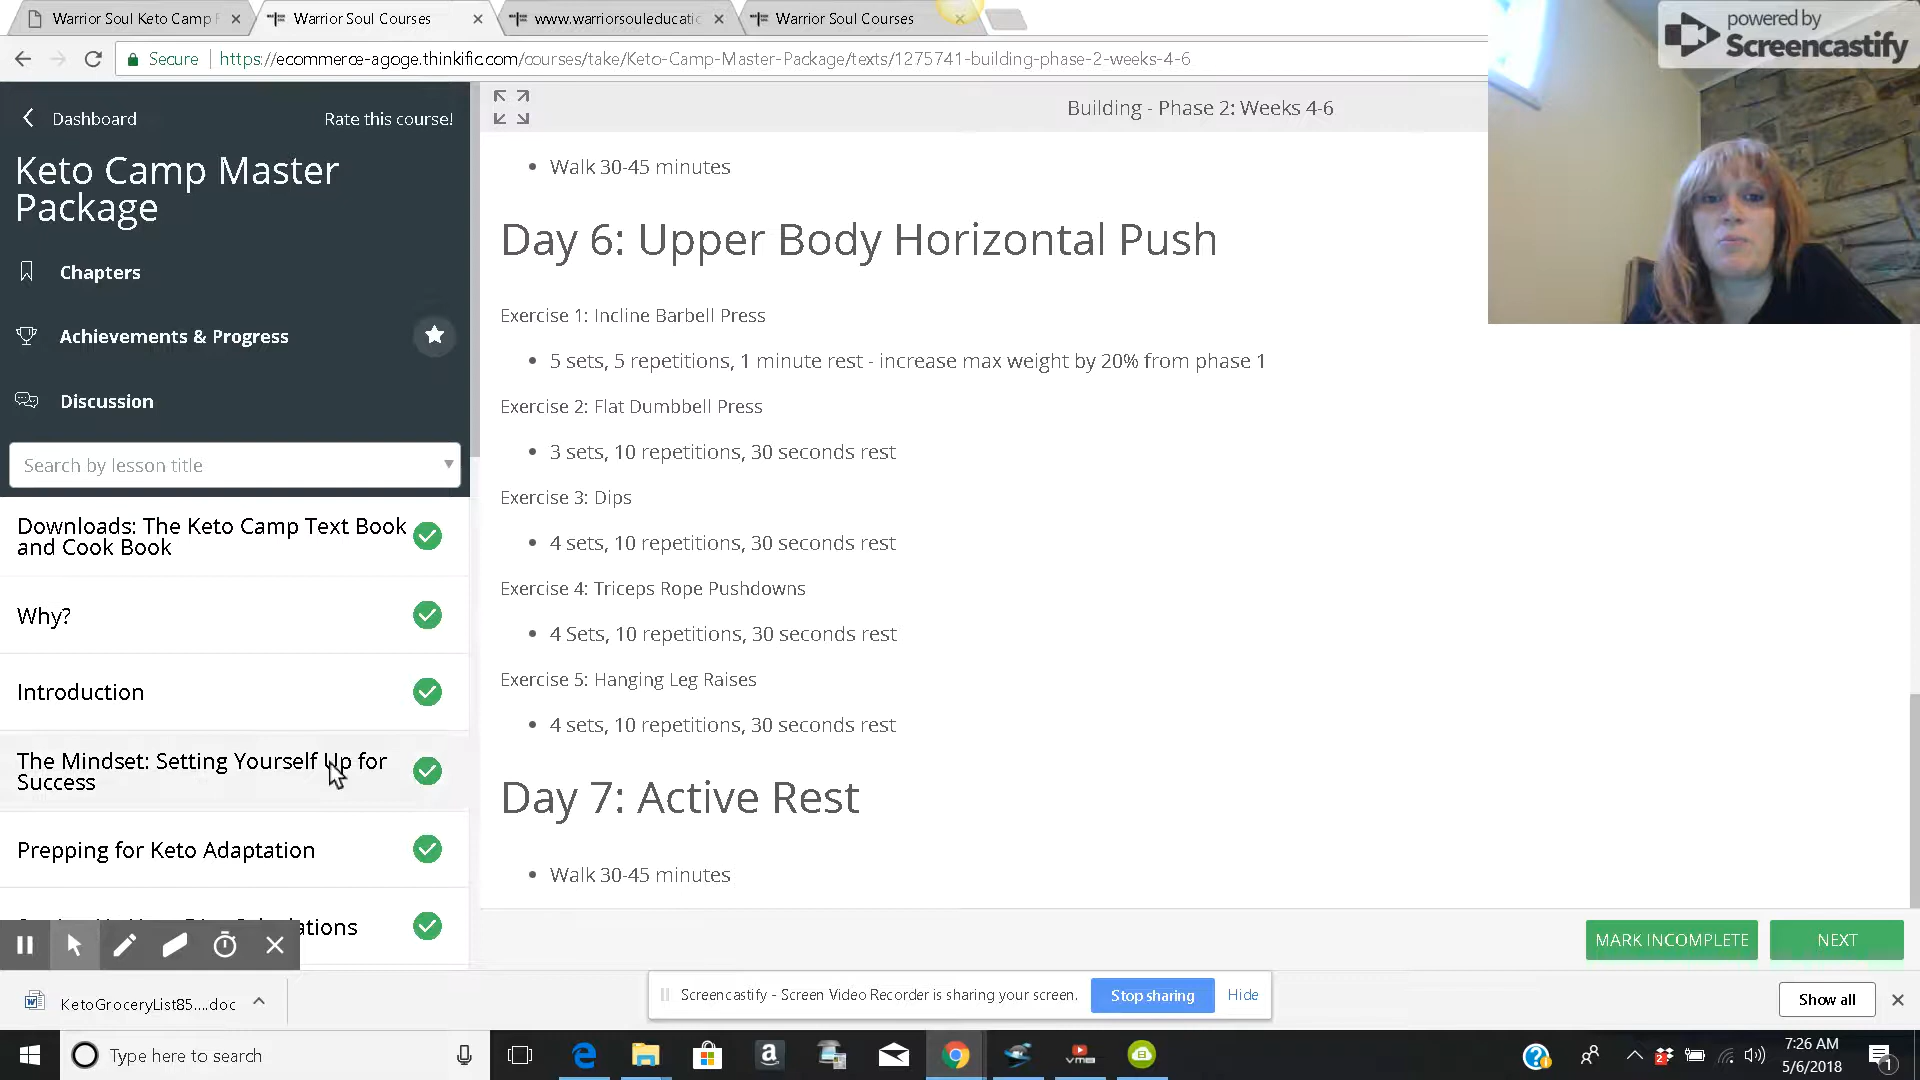 Warrior Soul Keto Camp
Warrior Soul Courses
www.warriorsouleducati
Warrior Soul Courses
powered by
Screencastify
Secure
https://ecommerce-agoge.thinkific.com/courses/take/Keto-Camp-Master-Package/texts/1275741-building-phase-2-weeks-4-6
Dashboard
Rate this course!
Keto Camp Master
Package
Chapters
Achievements & Progress
Discussion
Search by lesson title
Downloads: The Keto Camp Text Book
and Cook Book
Why?
Introduction
The Mindset: Setting Yourself Up for
Success
Prepping for Keto Adaptation
ations
Building - Phase 2: Weeks 4-6
• Walk 30-45 minutes
Day 6: Upper Body Horizontal Push
Exercise 1: Incline Barbell Press
• 5 sets, 5 repetitions, 1 minute rest - increase max weight by 20% from phase 1
Exercise 2: Flat Dumbbell Press
• 3 sets, 10 repetitions, 30 seconds rest
Exercise 3: Dips
• 4 sets, 10 repetitions, 30 seconds rest
Exercise 4: Triceps Rope Pushdowns
• 4 Sets, 10 repetitions, 30 seconds rest
Exercise 5: Hanging Leg Raises
• 4 sets, 10 repetitions, 30 seconds rest
Day 7: Active Rest
• Walk 30-45 minutes
MARK INCOMPLETE
NEXT
KetoGroceryList85....doc
Screencastify - Screen Video Recorder is sharing your screen.
Stop sharing
Hide
Show all
Type here to search
7:26 AM
5/6/2018